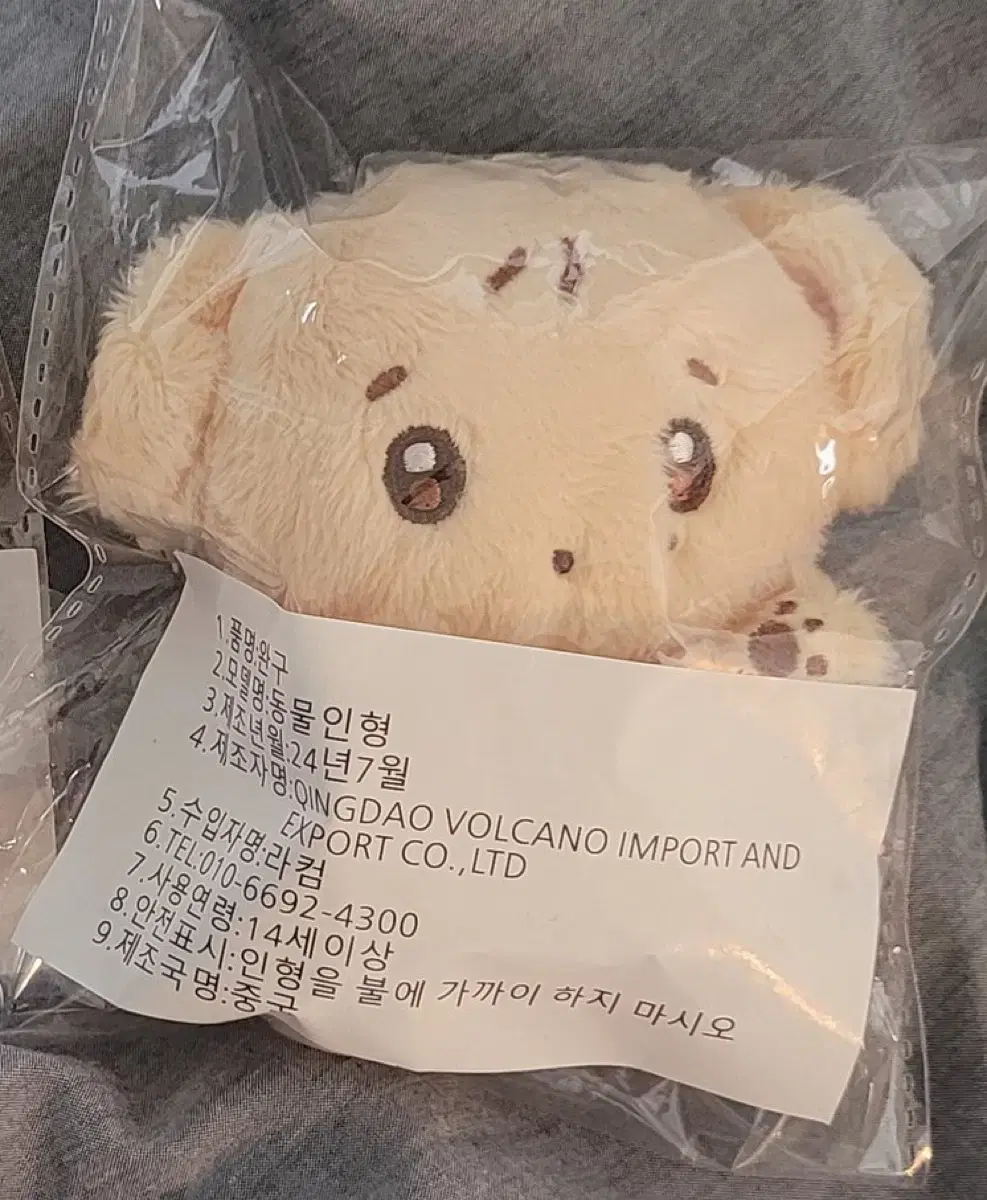 1.품명:완구
2.모델명:동물인형
3.제조년월:24년7월
4.제조자명:QINGDAO VOLCANO IMPORT AND
EXPORT CO.,LTD
5.수입자명:라컴
6.TEL:010-6692-4300
7.사용연령:14세이상
8.안전표시:인형을 불에 가까이 하지 마시오
9.제조국명:중국